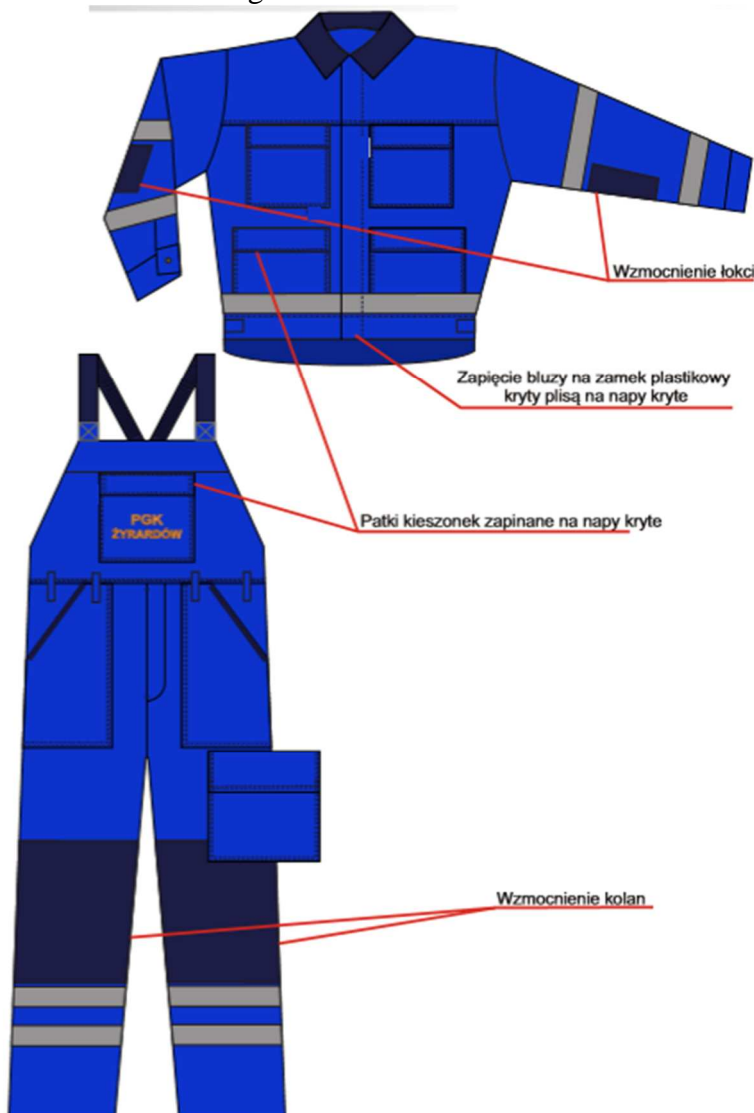 Wzmocnienie łokci
Zapięcie bluzy na zamek plastikowy
kryty plisą na napy kryte
Patki kieszonek zapinane na napy kryte
PGK
ŻYRARDÓW
Wzmocnienie kolan